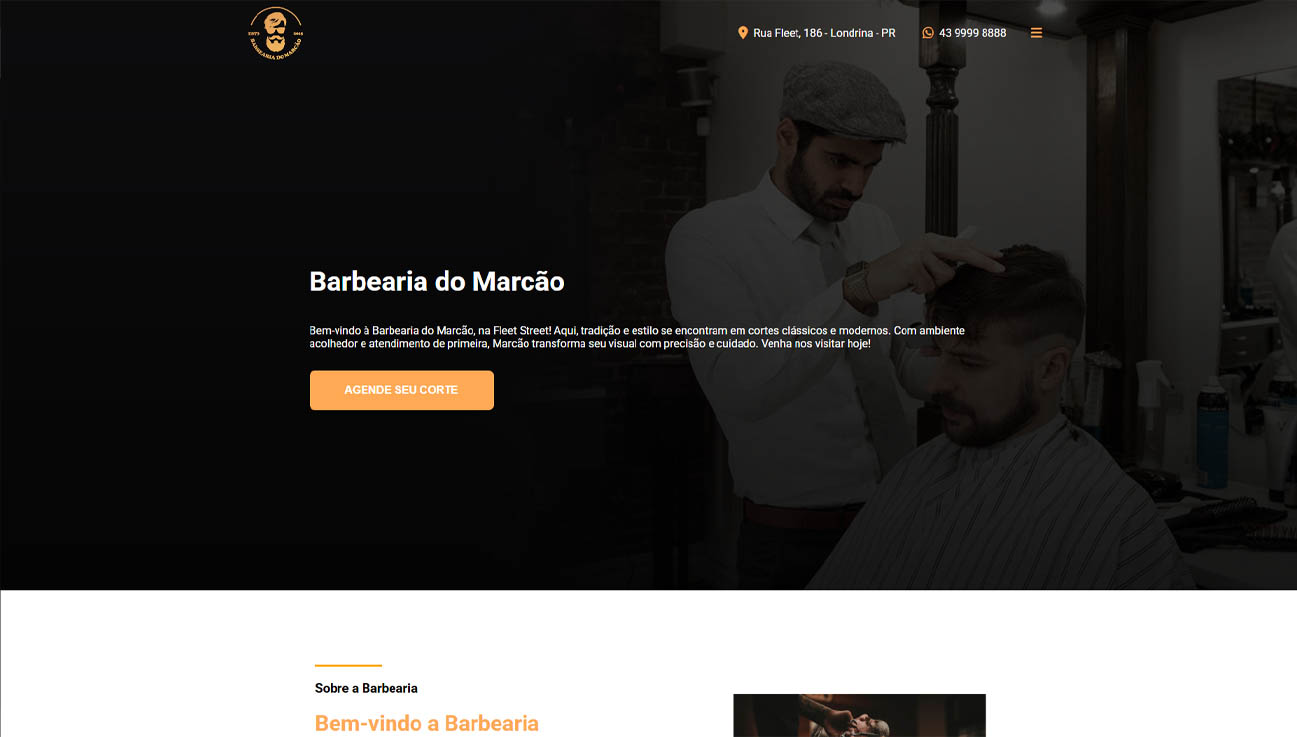 ESTD 2015
BARBEARIA DO MARCÃO
Rua Fleet, 186 - Londrina - PR
43 9999 8888
Barbearia do Marcão
Bem-vindo à Barbearia do Marcão, na Fleet Street! Aqui, tradição e estilo se encontram em cortes clássicos e modernos. Com ambiente
acolhedor e atendimento de primeira, Marcão transforma seu visual com precisão e cuidado. Venha nos visitar hoje!
AGENDE SEU CORTE
Sobre a Barbearia
Bem-vindo a Barbearia